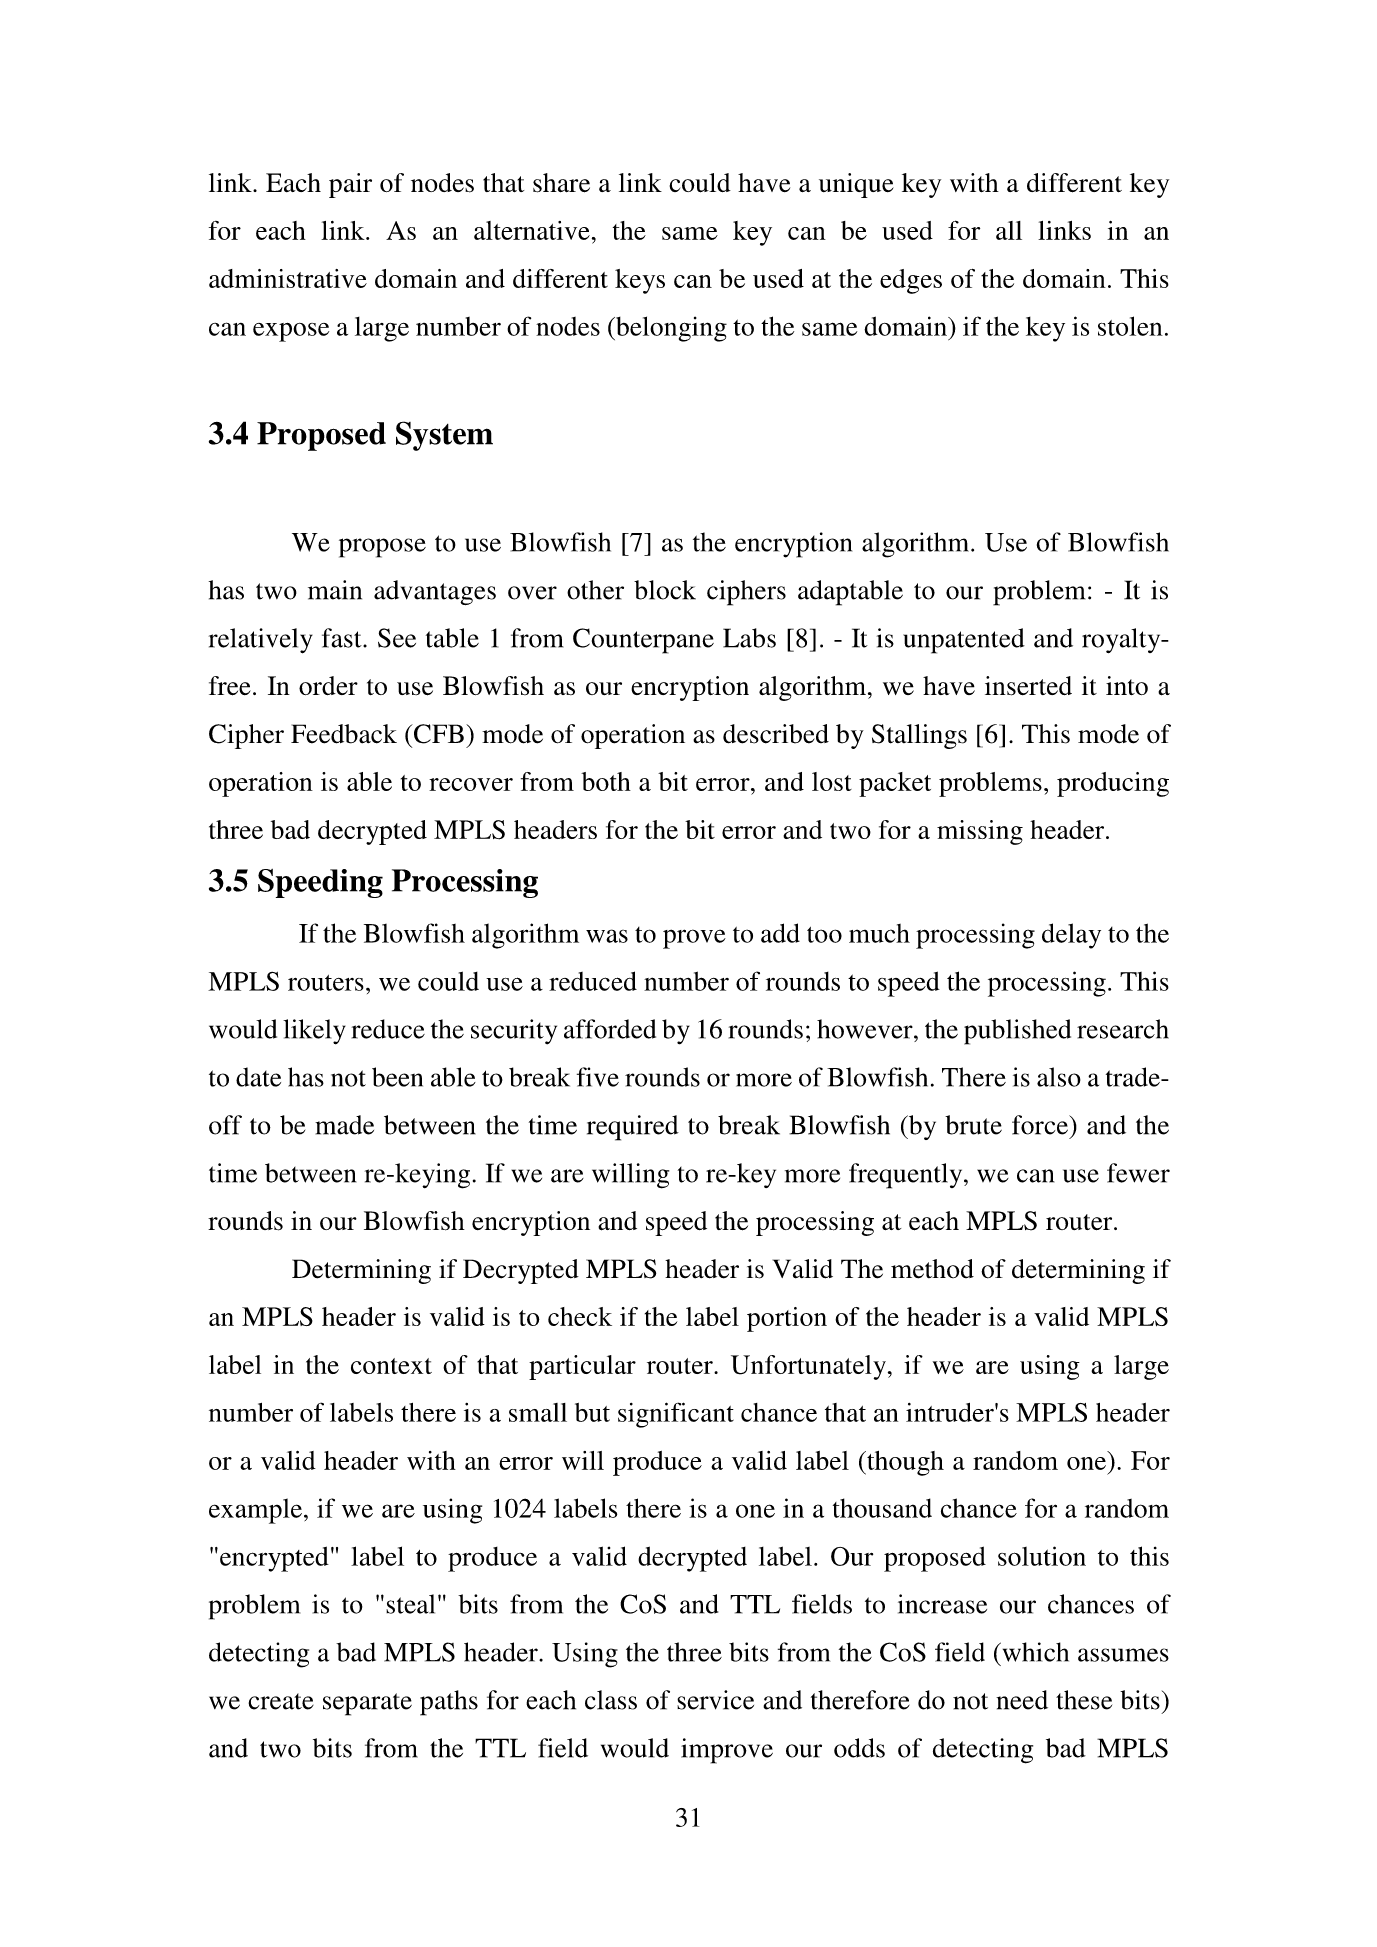 link. Each pair of nodes that share a link could have a unique key with a different key
for each link. As an alternative, the same key can be used for all links in an
administrative domain and different keys can be used at the edges of the domain. This
can expose a large number of nodes (belonging to the same domain) if the key is stolen.
3.4 Proposed System
We propose to use Blowfish [7] as the encryption algorithm. Use of Blowfish
has two main advantages over other block ciphers adaptable to our problem: - It is
relatively fast. See table 1 from Counterpane Labs [8]. - It is unpatented and royalty-
free. In order to use Blowfish as our encryption algorithm, we have inserted it into a
Cipher Feedback (CFB) mode of operation as described by Stallings [6]. This mode of
operation is able to recover from both a bit error, and lost packet problems, producing
three bad decrypted MPLS headers for the bit error and two for a missing header.
3.5 Speeding Processing
If the Blowfish algorithm was to prove to add too much processing delay to the
MPLS routers, we could use a reduced number of rounds to speed the processing. This
would likely reduce the security afforded by 16 rounds; however, the published research
to date has not been able to break five rounds or more of Blowfish. There is also a trade-
off to be made between the time required to break Blowfish (by brute force) and the
time between re-keying. If we are willing to re-key more frequently, we can use fewer
rounds in our Blowfish encryption and speed the processing at each MPLS router.
Determining if Decrypted MPLS header is Valid The method of determining if
an MPLS header is valid is to check if the label portion of the header is a valid MPLS
label in the context of that particular router. Unfortunately, if we are using a large
number of labels there is a small but significant chance that an intruder's MPLS header
or a valid header with an error will produce a valid label (though a random one). For
example, if we are using 1024 labels there is a one in a thousand chance for a random
"encrypted" label to produce a valid decrypted label. Our proposed solution to this
problem is to "steal" bits from the CoS and TTL fields to increase our chances of
detecting a bad MPLS header. Using the three bits from the CoS field (which assumes
we create separate paths for each class of service and therefore do not need these bits)
and two bits from the TTL field would improve our odds of detecting bad MPLS
31